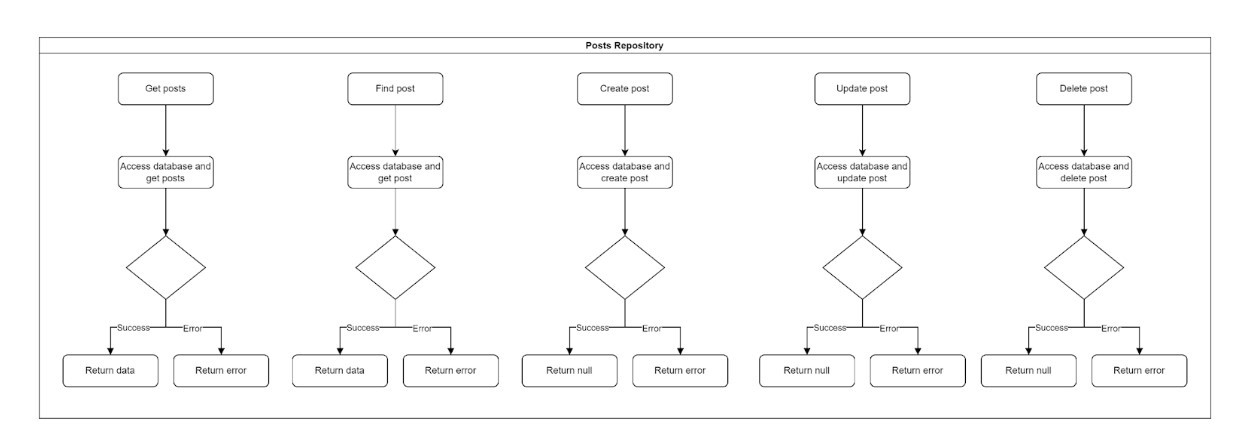 Posts Repository
Get posts
Find post
Create post
Update post
Delete post
Access database and
get posts
Access database and
get post
Access database and
create post
Access database and
update post
Access database and
delete post
Success
Error
Success
Error
Success
Error
Success
Error
Success
Error
Return data
Return error
Return data
Return error
Return null
Return error
Return null
Return error
Return null
Return error